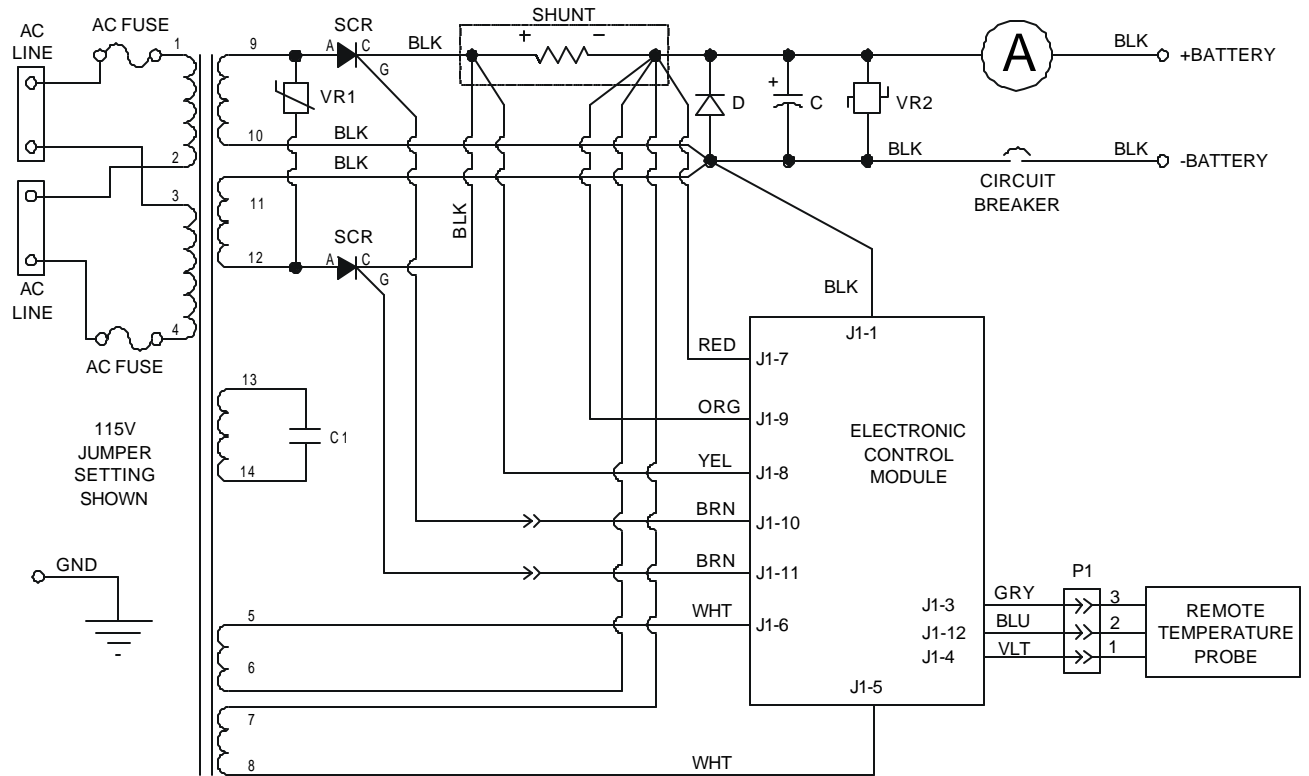 AC
LINE
AC FUSE
1
2
3
4
AC
LINE
AC FUSE
115V
JUMPER
SETTING
SHOWN
GND
9
10
11
12
13
14
5
6
7
8
SCR
A
C
G
BLK
VR1
BLK
BLK
SCR
A
C
G
BLK
C1
SHUNT
+
−
D
+
C
VR2
A
BLK
+BATTERY
BLK
BLK
-BATTERY
CIRCUIT
BREAKER
BLK
J1-1
RED
J1-7
ORG
J1-9
YEL
J1-8
BRN
J1-10
BRN
J1-11
WHT
J1-6
WHT
J1-5
ELECTRONIC
CONTROL
MODULE
J1-3
GRY
J1-12
BLU
J1-4
VLT
P1
3
2
1
REMOTE
TEMPERATURE
PROBE